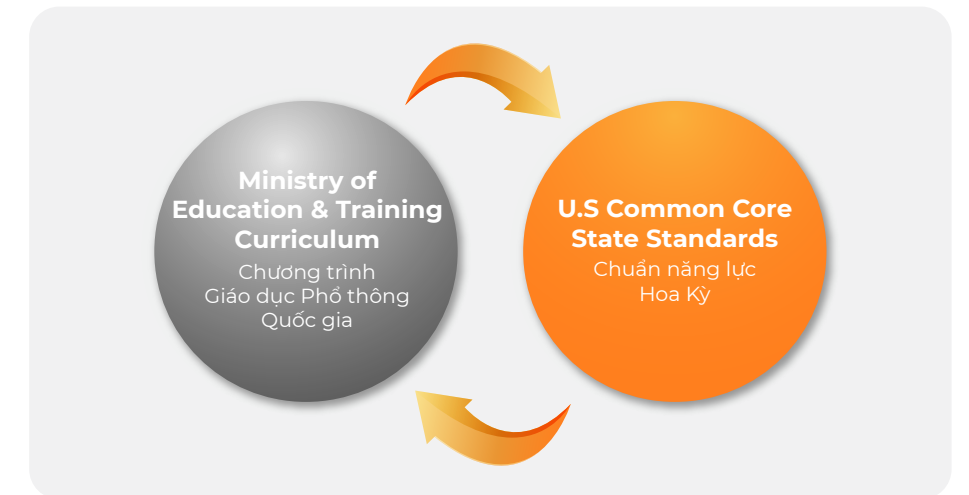 Ministry of
Education & Training
Curriculum
Chương trình
Giáo dục Phổ thông
Quốc gia
U.S Common Core
State Standards
Chuẩn năng lực
Hoa Kỳ